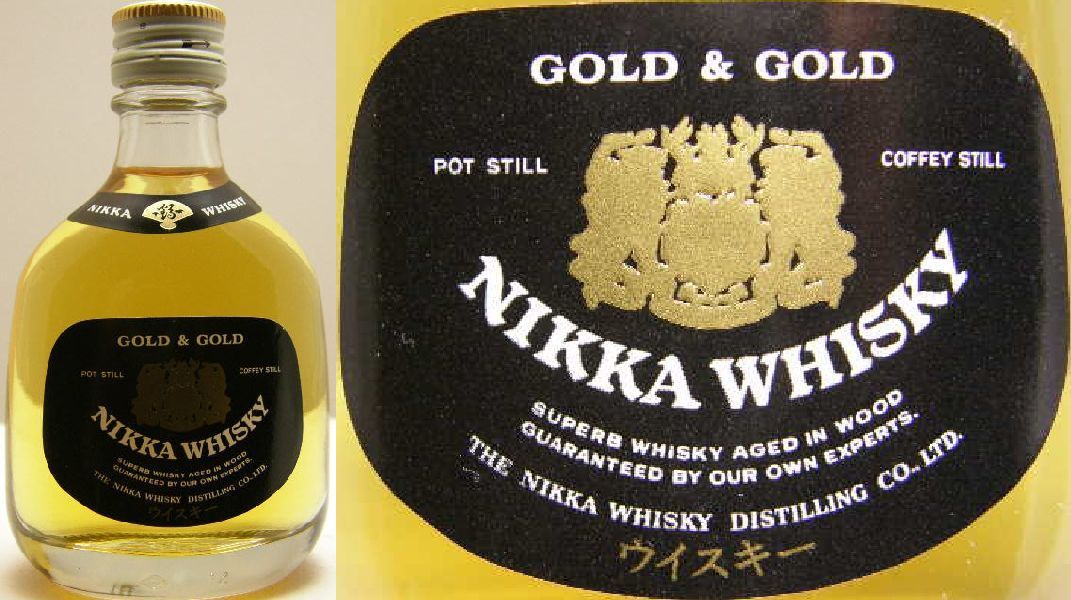 NIKKA WHISKY
GOLD & GOLD
POT STILL COFFEY STILL
NIKKA WHISKY
SUPERB WHISKY AGED IN WOOD
GUARANTEED BY OUR OWN EXPERTS.
THE NIKKA WHISKY DISTILLING CO., LTD.
ウイスキー
GOLD & GOLD
POT STILL COFFEY STILL
NIKKA WHISKY
SUPERB WHISKY AGED IN WOOD
GUARANTEED BY OUR OWN EXPERTS.
THE NIKKA WHISKY DISTILLING CO., LTD.
ウイスキー